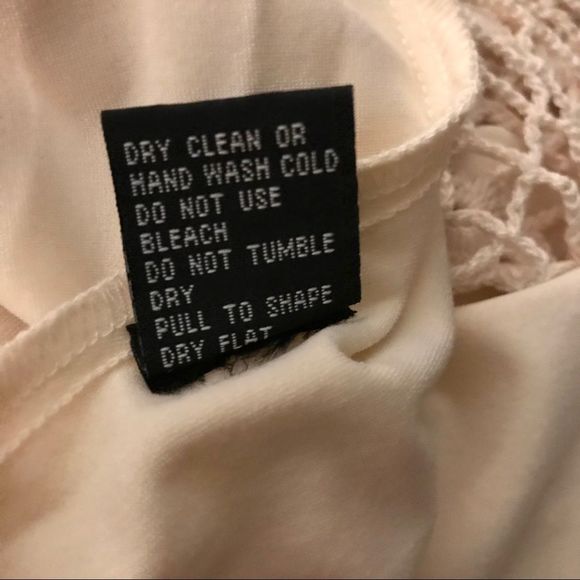 DRY CLEAN OR
HAND WASH COLD
DO NOT USE
BLEACH
DO NOT TUMBLE
DRY
PULL TO SHAPE
DRY FLAT